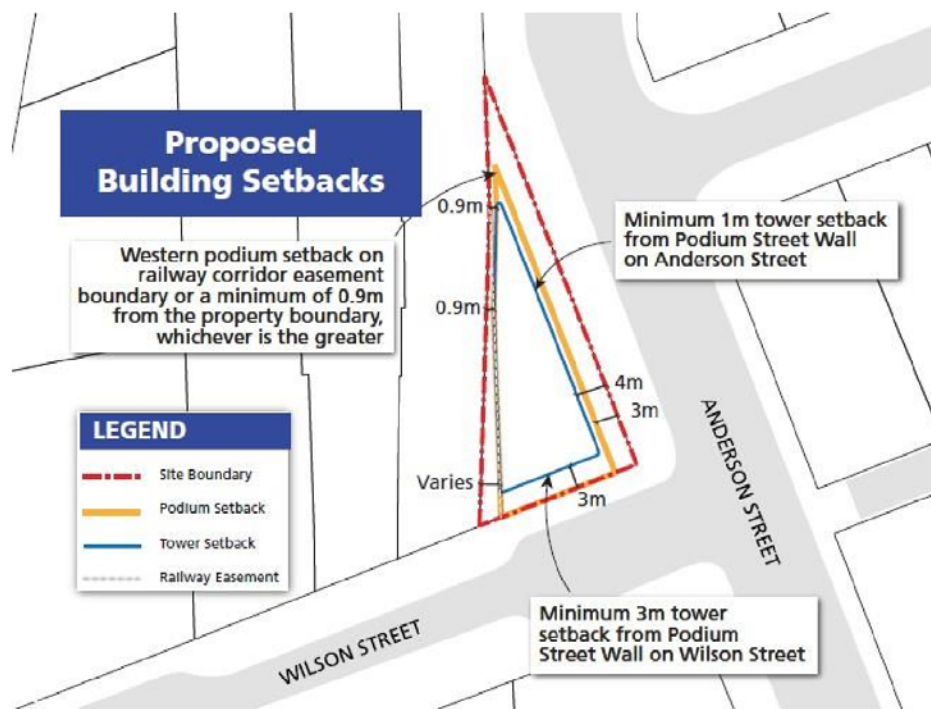 Proposed
Building Setbacks
0.9m
Western podium setback on
railway corridor easement
boundary or a minimum of 0.9m
from the property boundary,
whichever is the greater
0.9m
Minimum 1m tower setback
from Podium Street Wall
on Anderson Street
4m
3m
ANDERSON STREET
LEGEND
Site Boundary
Podium Setback
Tower Setback
Railway Easement
Varies
3m
Minimum 3m tower
setback from Podium
Street Wall on Wilson Street
WILSON STREET